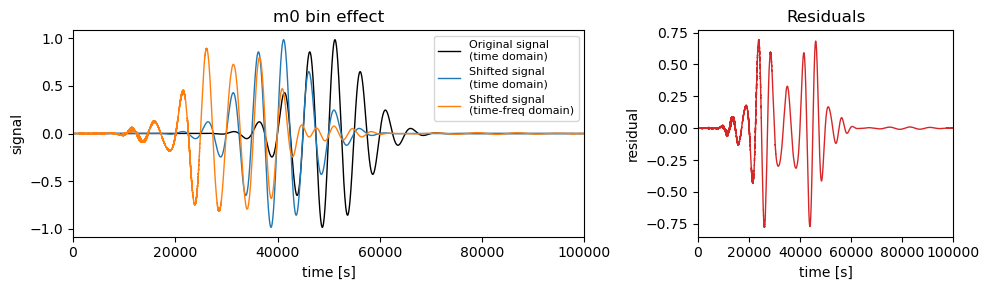 m0 bin effect
signal
1.0
0.5
0.0
−0.5
−1.0
0
20000
40000
60000
80000
100000
time [s]
Original signal
(time domain)
Shifted signal
(time domain)
Shifted signal
(time-freq domain)
Residuals
residual
0.75
0.50
0.25
0.00
−0.25
−0.50
−0.75
0
20000
40000
60000
80000
100000
time [s]